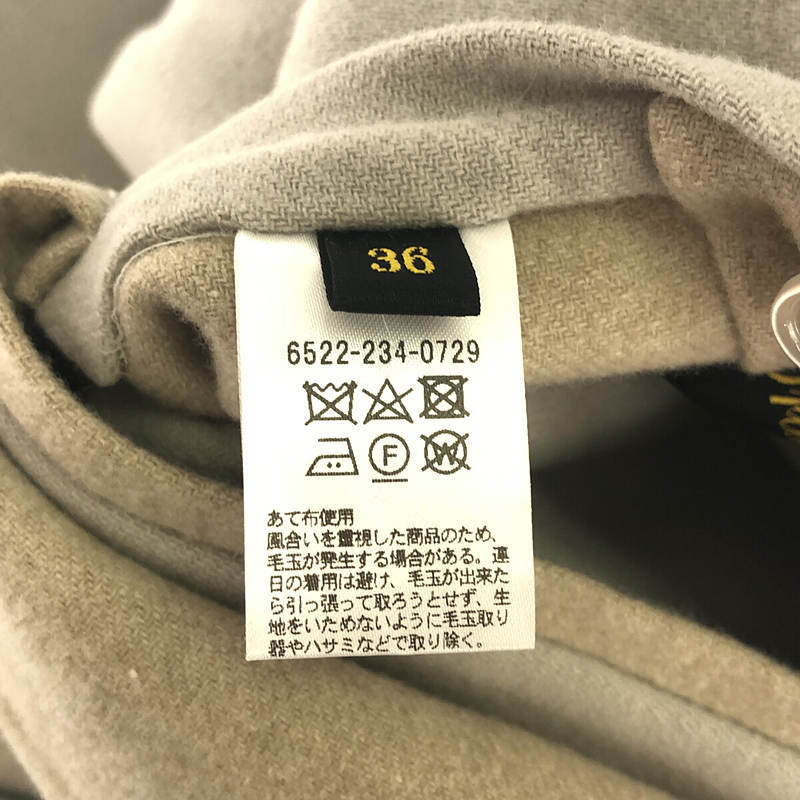 36
6522-234-0729
F
W
あて布使用
風合いを重視した商品のため、
毛玉が発生する場合がある。連
日の着用は避け、毛玉が出来た
ら引っ張って取ろうとせず、生
地をいためないように毛玉取り
器やハサミなどで取り除く。